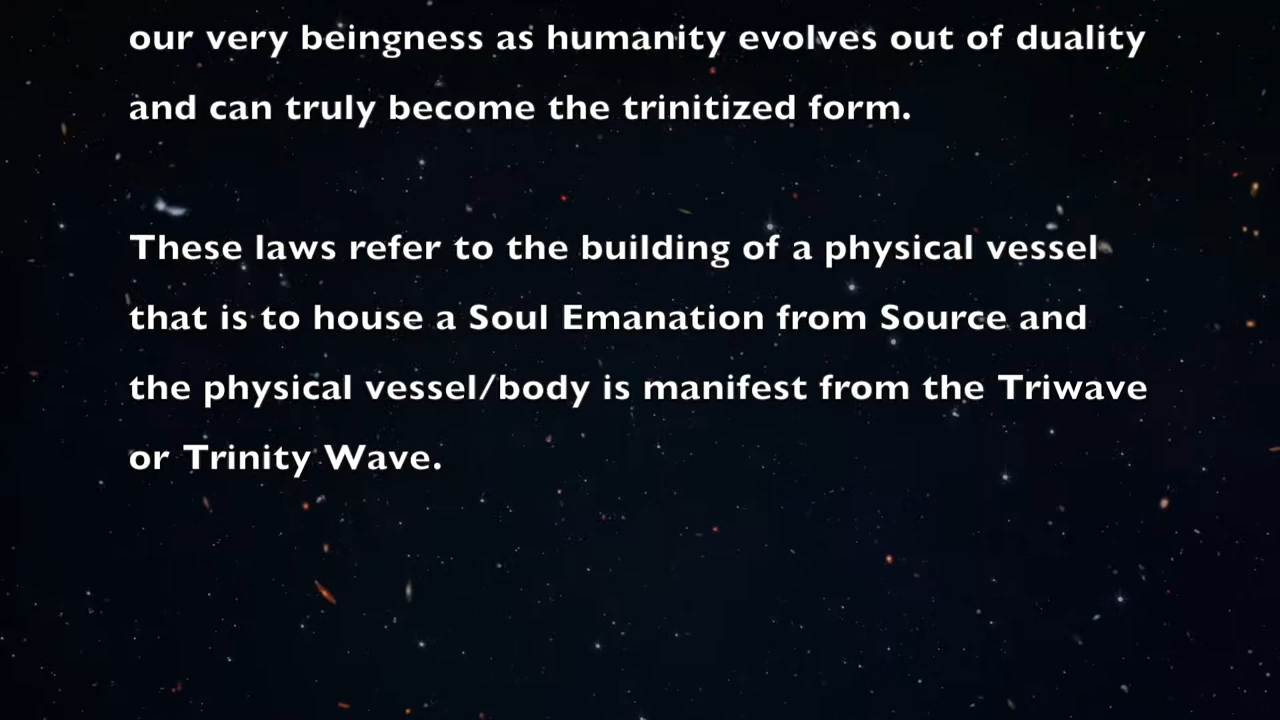 our very beingness as humanity evolves out of duality
and can truly become the trinitized form.
These laws refer to the building of a physical vessel
that is to house a Soul Emanation from Source and
the physical vessel/body is manifest from the Triwave
or Trinity Wave.